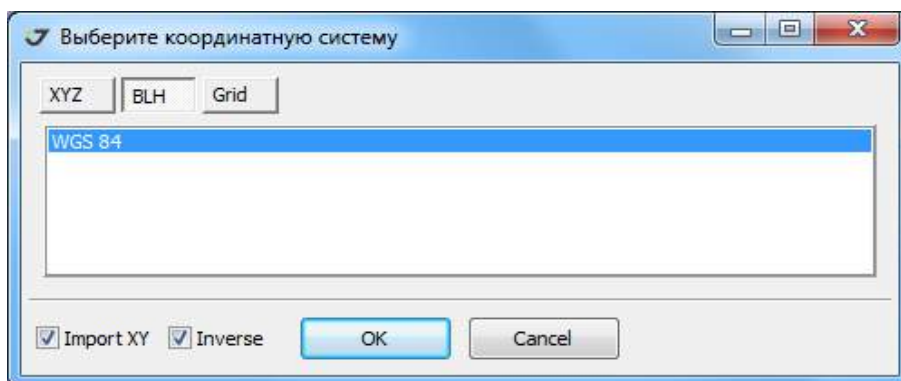 Выберите координатную систему
XYZ BLH Grid
WGS 84
Import XY Inverse OK Cancel